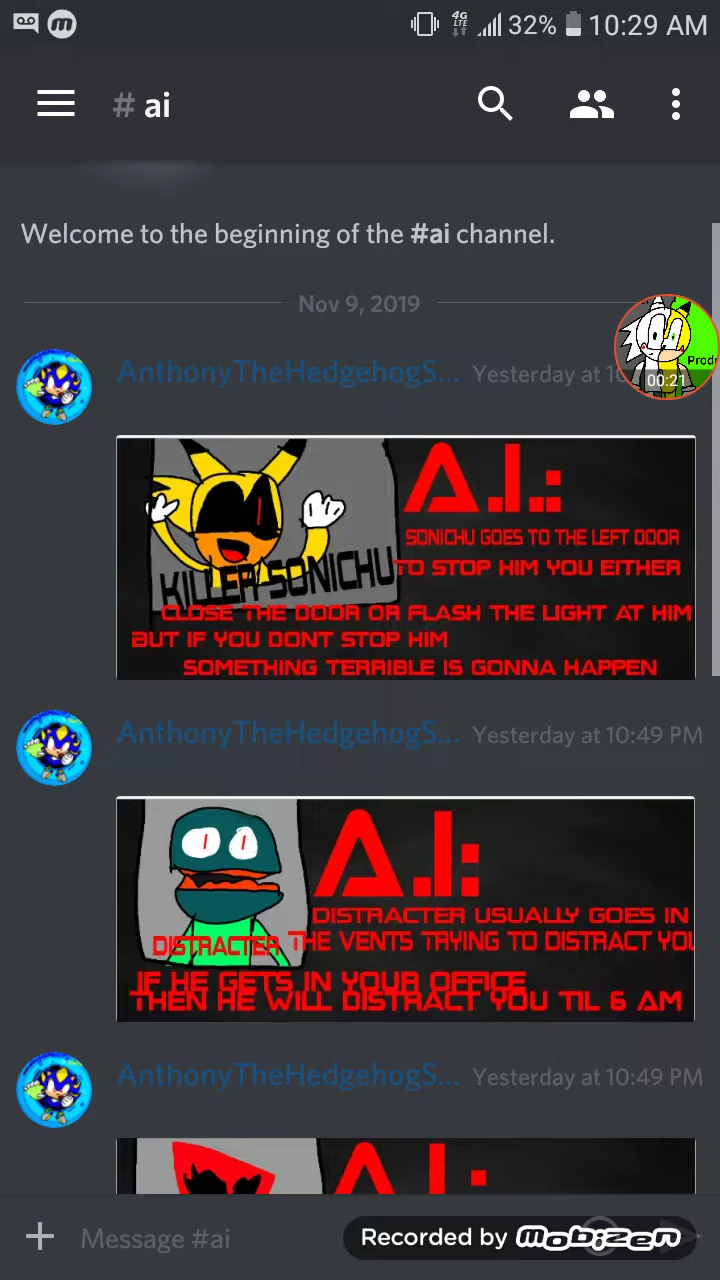 4G
LTE
32%
10:29 AM
# ai
Welcome to the beginning of the #ai channel.
Nov 9, 2019
AnthonyTheHedgehogS... Yesterday at 10
00:21
A.I.:
SONICHU GOES TO THE LEFT DOOR
KILLER SONICHU
TO STOP HIM YOU EITHER
CLOSE THE DOOR OR FLASH THE LIGHT AT HIM
BUT IF YOU DONT STOP HIM
SOMETHING TERRIBLE IS GONNA HAPPEN
AnthonyTheHedgehogS... Yesterday at 10:49 PM
A.I:
DISTRACTER USUALLY GOES IN
DISTRACTER
THE VENTS TRYING TO DISTRACT YOU
IF HE GETS IN YOUR OFFICE
THEN HE WILL DISTRACT YOU TIL 6 AM
AnthonyTheHedgehogS... Yesterday at 10:49 PM
Message #ai
Recorded by mobizen